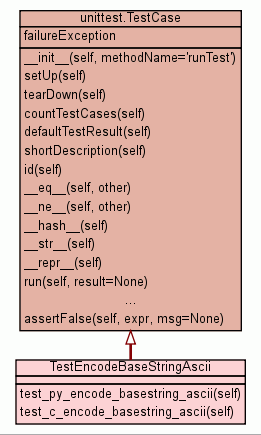 unittest.TestCase
failureException
__init__(self, methodName='runTest')
setUp(self)
tearDown(self)
countTestCases(self)
defaultTestResult(self)
shortDescription(self)
id(self)
__eq__(self, other)
__ne__(self, other)
__hash__(self)
__str__(self)
__repr__(self)
run(self, result=None)
...
assertFalse(self, expr, msg=None)
TestEncodeBaseStringAscii
test_py_encode_basestring_ascii(self)
test_c_encode_basestring_ascii(self)